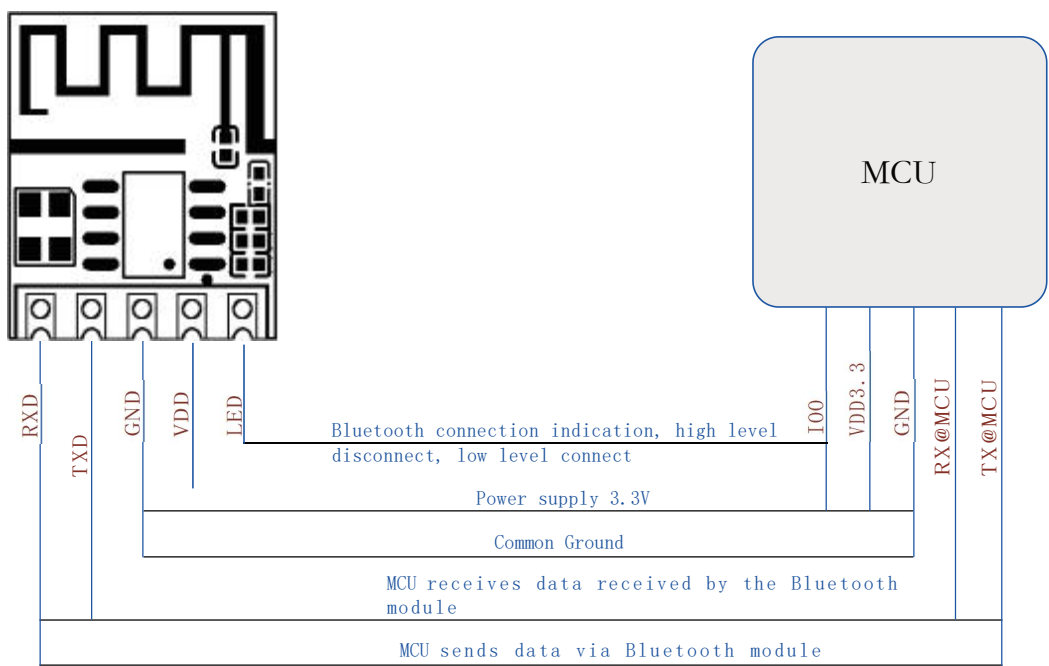 MCU
RXD
TXD
GND
VDD
LED
IO0
VDD3.3
GND
RX@MCU
TX@MCU
Bluetooth connection indication, high level
disconnect, low level connect
Power supply 3.3V
Common Ground
MCU receives data received by the Bluetooth
module
MCU sends data via Bluetooth module